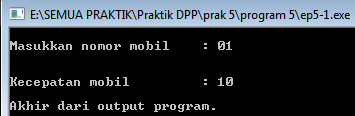 E:\SEMUA PRAKTIK\Praktik DPP\prak 5\program 5\ep5-1.exe
Masukkan nomor mobil : 01
Kecepatan mobil : 10
Akhir dari output program.